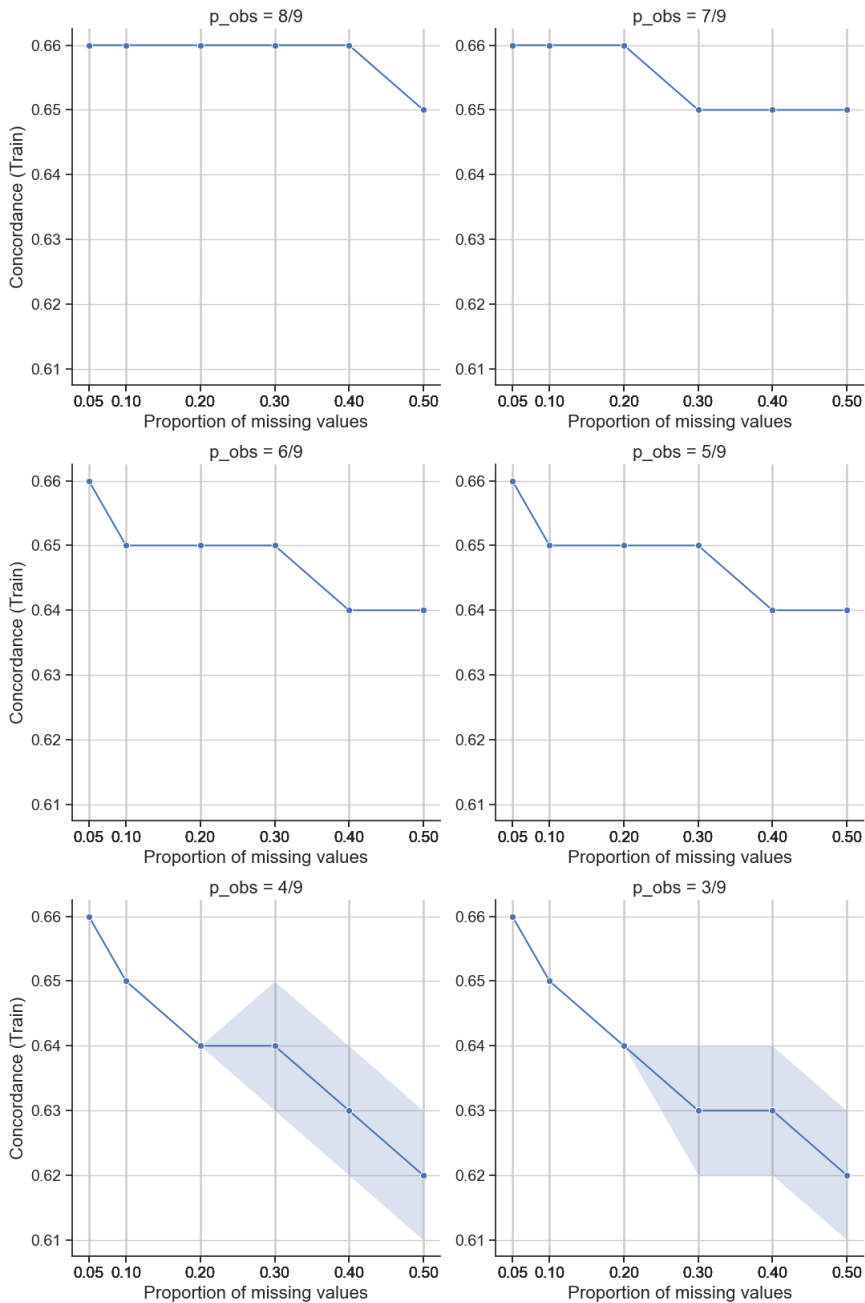 p_obs = 8/9
p_obs = 7/9
0.66
0.65
0.64
0.63
0.62
0.61
Concordance (Train)
0.05 0.10 0.20 0.30 0.40 0.50
Proportion of missing values
0.66
0.65
0.64
0.63
0.62
0.61
0.05 0.10 0.20 0.30 0.40 0.50
Proportion of missing values
p_obs = 6/9
p_obs = 5/9
0.66
0.65
0.64
0.63
0.62
0.61
Concordance (Train)
0.05 0.10 0.20 0.30 0.40 0.50
Proportion of missing values
0.66
0.65
0.64
0.63
0.62
0.61
0.05 0.10 0.20 0.30 0.40 0.50
Proportion of missing values
p_obs = 4/9
p_obs = 3/9
0.66
0.65
0.64
0.63
0.62
0.61
Concordance (Train)
0.05 0.10 0.20 0.30 0.40 0.50
Proportion of missing values
0.66
0.65
0.64
0.63
0.62
0.61
0.05 0.10 0.20 0.30 0.40 0.50
Proportion of missing values